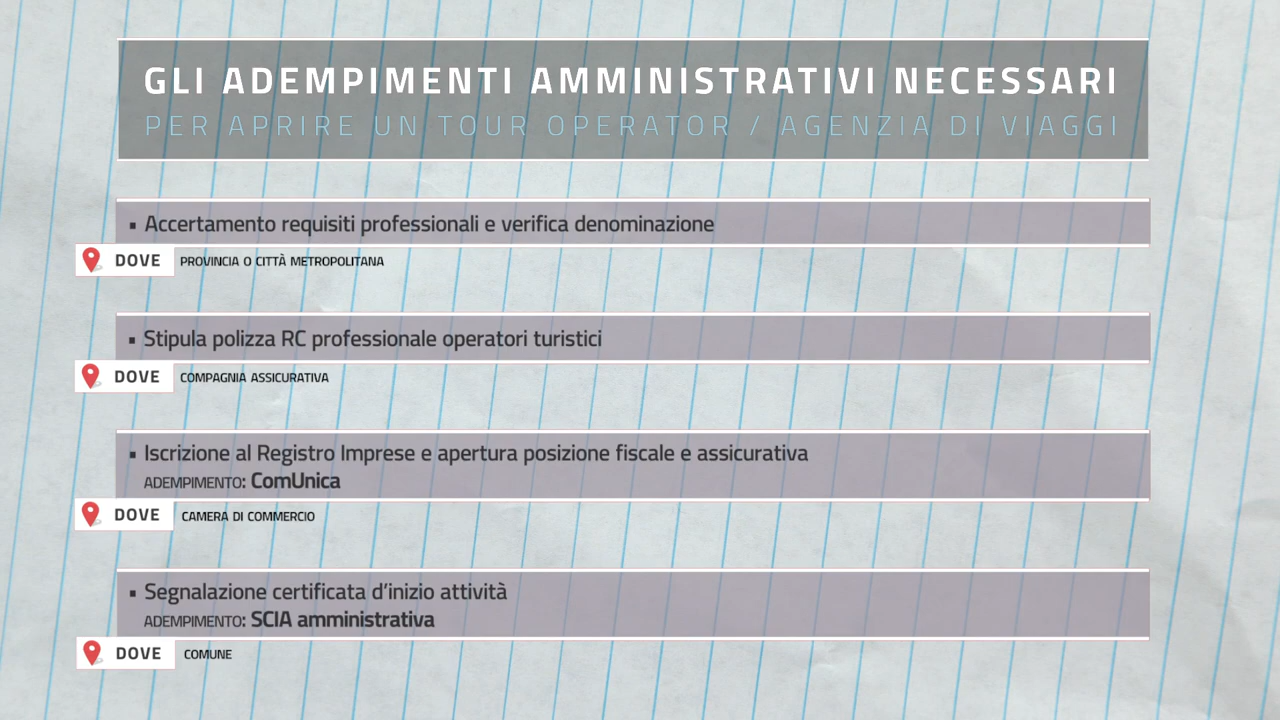 GLI ADEMPIMENTI AMMINISTRATIVI NECESSARI
PER APRIRE UN TOUR OPERATOR / AGENZIA DI VIAGGI
▪ Accertamento requisiti professionali e verifica denominazione
DOVE PROVINCIA O CITTÀ METROPOLITANA
▪ Stipula polizza RC professionale operatori turistici
DOVE COMPAGNIA ASSICURATIVA
▪ Iscrizione al Registro Imprese e apertura posizione fiscale e assicurativa
ADEMPIMENTO: ComUnica
DOVE CAMERA DI COMMERCIO
▪ Segnalazione certificata d'inizio attività
ADEMPIMENTO: SCIA amministrativa
DOVE COMUNE